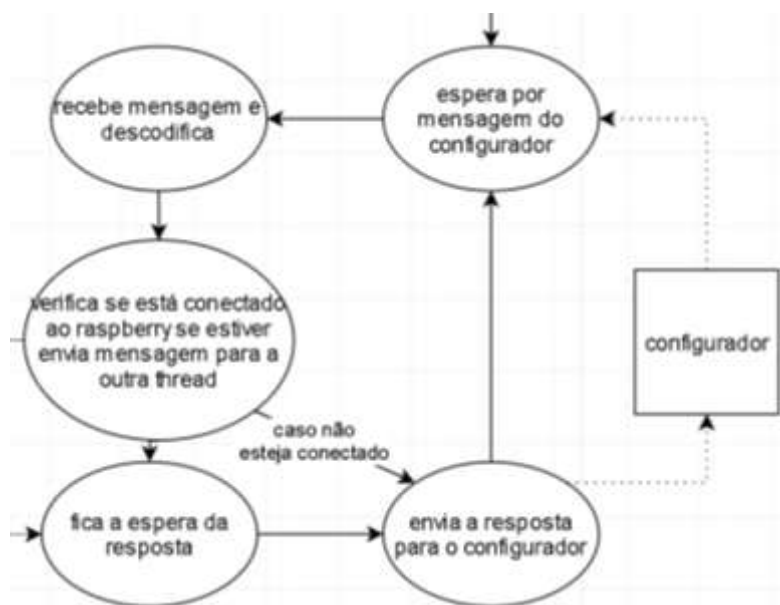 espera por
mensagem do
configurador
recebe mensagem e
descodifica
verifica se está conectado
ao raspberry se estiver
envia mensagem para a
outra thread
configurador
caso não
esteja conectado
fica a espera da
resposta
envia a resposta
para o configurador